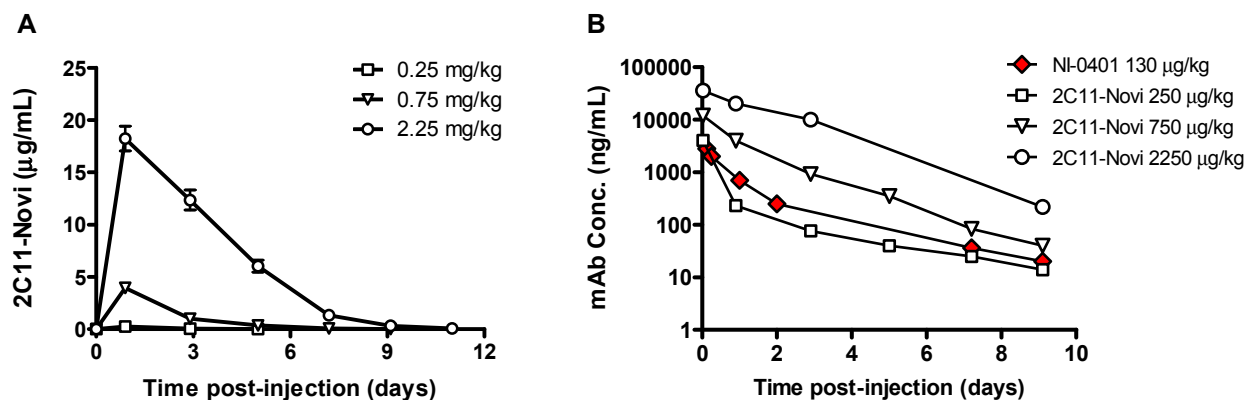 A
2C11-Novi (μg/mL)
25
20
15
10
5
0
0
3
6
9
12
Time post-injection (days)
0.25 mg/kg
0.75 mg/kg
2.25 mg/kg
B
mAb Conc. (ng/mL)
100000
10000
1000
100
10
1
0
2
4
6
8
10
Time post-injection (days)
NI-0401 130 μg/kg
2C11-Novi 250 μg/kg
2C11-Novi 750 μg/kg
2C11-Novi 2250 μg/kg